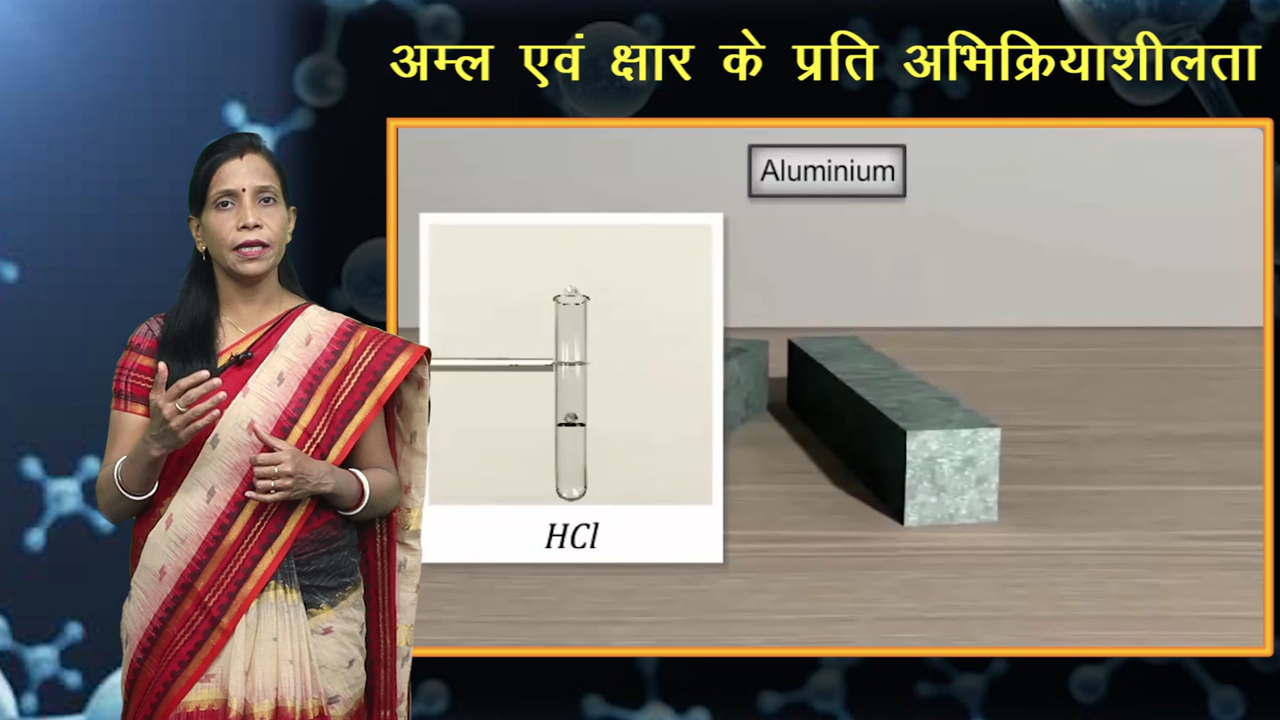 अम्ल एवं क्षार के प्रति अभिक्रियाशीलता
Aluminium
HCl